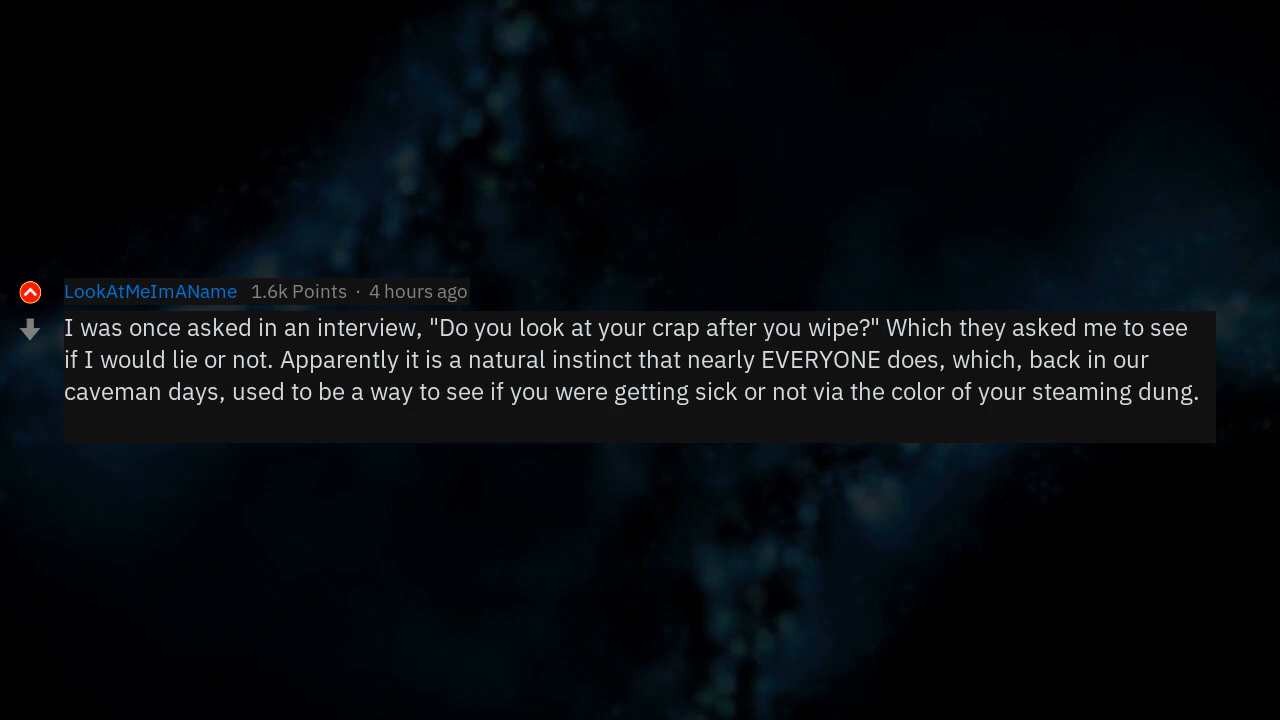 LookAtMeImAName 1.6k Points · 4 hours ago
I was once asked in an interview, "Do you look at your crap after you wipe?" Which they asked me to see
if I would lie or not. Apparently it is a natural instinct that nearly EVERYONE does, which, back in our
caveman days, used to be a way to see if you were getting sick or not via the color of your steaming dung.